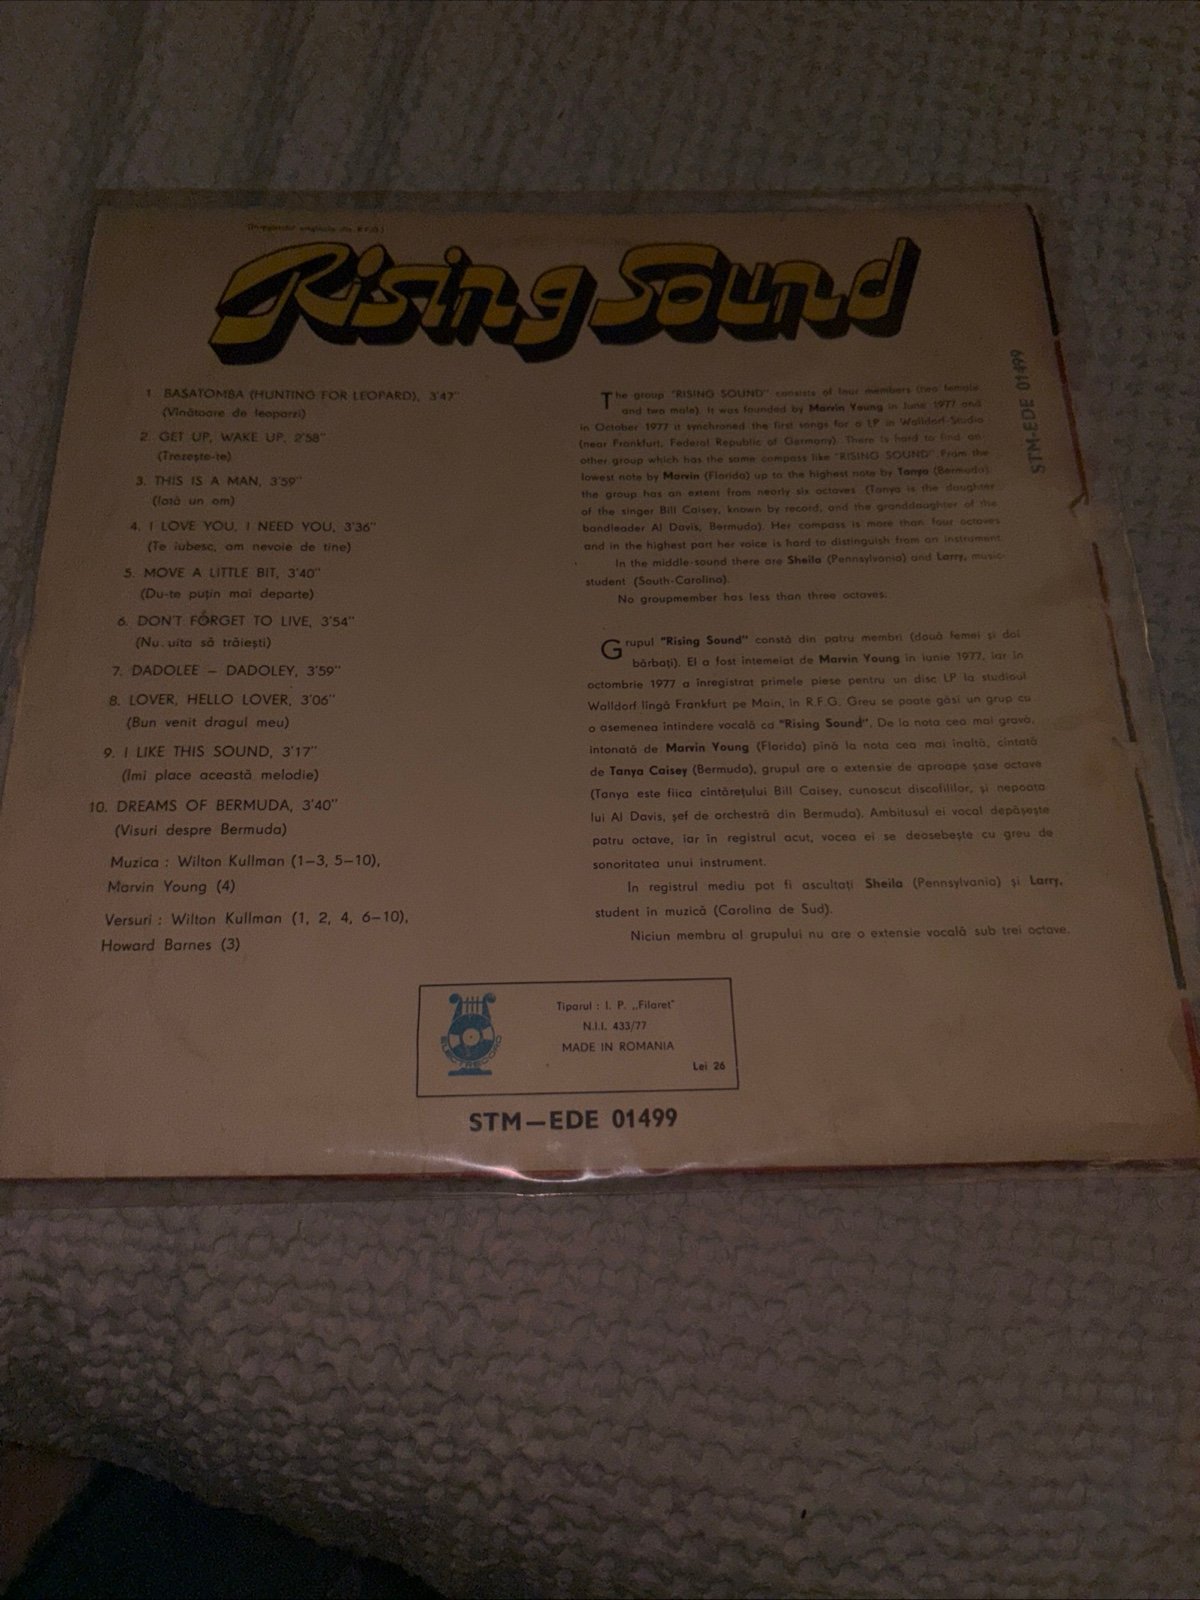 (Înregistrări originale din R.F.G.)
Rising Sound
1. BASATOMBA (HUNTING FOR LEOPARD), 3'47"
(Vînătoare de leoparzi)
2. GET UP, WAKE UP, 2'58"
(Trezește-te)
3. THIS IS A MAN, 3'59"
(Iată un om)
4. I LOVE YOU, I NEED YOU, 3'36"
(Te iubesc, am nevoie de tine)
5. MOVE A LITTLE BIT, 3'40"
(Du-te puțin mai departe)
6. DON'T FORGET TO LIVE, 3'54"
(Nu uita să trăiești)
7. DADOLEE – DADOLEY, 3'59"
8. LOVER, HELLO LOVER, 3'06"
(Bun venit dragul meu)
9. I LIKE THIS SOUND, 3'17"
(Îmi place această melodie)
10. DREAMS OF BERMUDA, 3'40"
(Visuri despre Bermuda)
Muzica : Wilton Kullman (1–3, 5–10),
Marvin Young (4)
Versuri : Wilton Kullman (1, 2, 4, 6–10),
Howard Barnes (3)
The group "RISING SOUND" consists of four members (two female
and two male). It was founded by Marvin Young in June 1977 and
in October 1977 it synchroned the first songs for a LP in Walldorf-Studio
(near Frankfurt, Federal Republic of Germany). There is hard to find an-
other group which has the same compass like "RISING SOUND". From the
lowest note by Marvin (Florida) up to the highest note by Tanya (Bermuda)
the group has an extent from nearly six octaves (Tanya is the daughter
of the singer Bill Caisey, known by record, and the granddaughter of the
bandleader Al Davis, Bermuda). Her compass is more than four octaves
and in the highest part her voice is hard to distinguish from an instrument.
In the middle-sound there are Sheila (Pennsylvania) and Larry, music-
student (South-Carolina).
No groupmember has less than three octaves.
Grupul "Rising Sound" constă din patru membri (două femei și doi
bărbați). El a fost întemeiat de Marvin Young în iunie 1977, iar în
octombrie 1977 a înregistrat primele piese pentru un disc LP la studioul
Walldorf lîngă Frankfurt pe Main, în R.F.G. Greu se poate găsi un grup cu
o asemenea întindere vocală ca "Rising Sound". De la nota cea mai gravă,
intonată de Marvin Young (Florida) pînă la nota cea mai înaltă, cîntată
de Tanya Caisey (Bermuda), grupul are o extensie de aproape șase octave
(Tanya este fiica cîntărețului Bill Caisey, cunoscut discofililor, și nepoata
lui Al Davis, șef de orchestră din Bermuda). Ambitusul ei vocal depășește
patru octave, iar în registrul acut, vocea ei se deosebește cu greu de
sonoritatea unui instrument.
În registrul mediu pot fi ascultați Sheila (Pennsylvania) și Larry,
student în muzică (Carolina de Sud).
Niciun membru al grupului nu are o extensie vocală sub trei octave.
STM-EDE 01499
ELECTRECORD
Tiparul : I. P. „Filaret"
N.I.I. 433/77
MADE IN ROMANIA
Lei 26
STM—EDE 01499